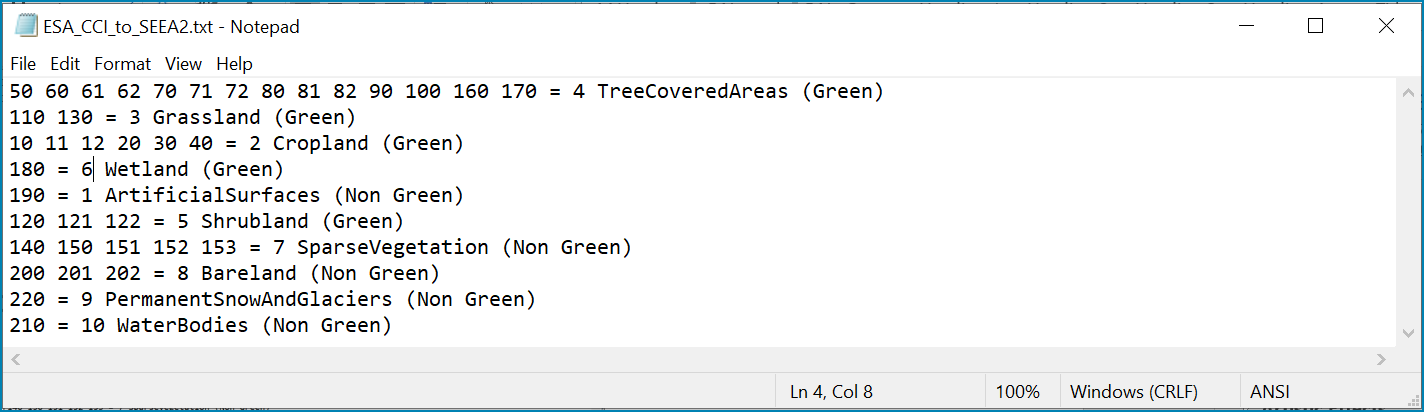 ESA_CCI_to_SEEA2.txt - Notepad
File Edit Format View Help
50 60 61 62 70 71 72 80 81 82 90 100 160 170 = 4 TreeCoveredAreas (Green)
110 130 = 3 Grassland (Green)
10 11 12 20 30 40 = 2 Cropland (Green)
180 = 6 Wetland (Green)
190 = 1 ArtificialSurfaces (Non Green)
120 121 122 = 5 Shrubland (Green)
140 150 151 152 153 = 7 SparseVegetation (Non Green)
200 201 202 = 8 Bareland (Non Green)
220 = 9 PermanentSnowAndGlaciers (Non Green)
210 = 10 WaterBodies (Non Green)
Ln 4, Col 8 100% Windows (CRLF) ANSI